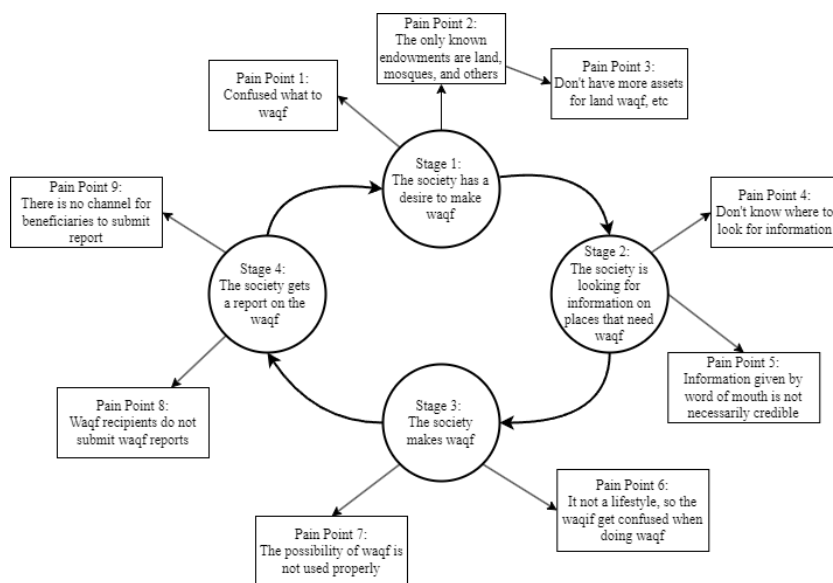 Pain Point 2:
The only known
endowments are land,
mosques, and others
Pain Point 1:
Confused what to
waqf
Pain Point 3:
Don't have more assets
for land waqf, etc
Stage 1:
The society has a
desire to make
waqf
Pain Point 9:
There is no channel for
beneficiaries to submit
report
Pain Point 4:
Don't know where to
look for information
Stage 4:
The society gets
a report on the
waqf
Stage 2:
The society is
looking for
information on
places that need
waqf
Pain Point 5:
Information given by
word of mouth is not
necessarily credible
Pain Point 8:
Waqf recipients do not
submit waqf reports
Stage 3:
The society
makes waqf
Pain Point 6:
It not a lifestyle, so the
waqif get confused when
doing waqf
Pain Point 7:
The possibility of waqf is
not used properly